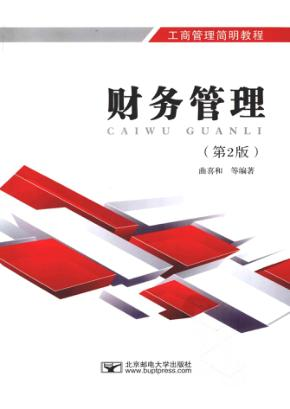 工商管理简明教程
财务管理
CAIWU GUANLI
（第2版）
曲喜和 等编著
北京邮电大学出版社
www.buptpress.com